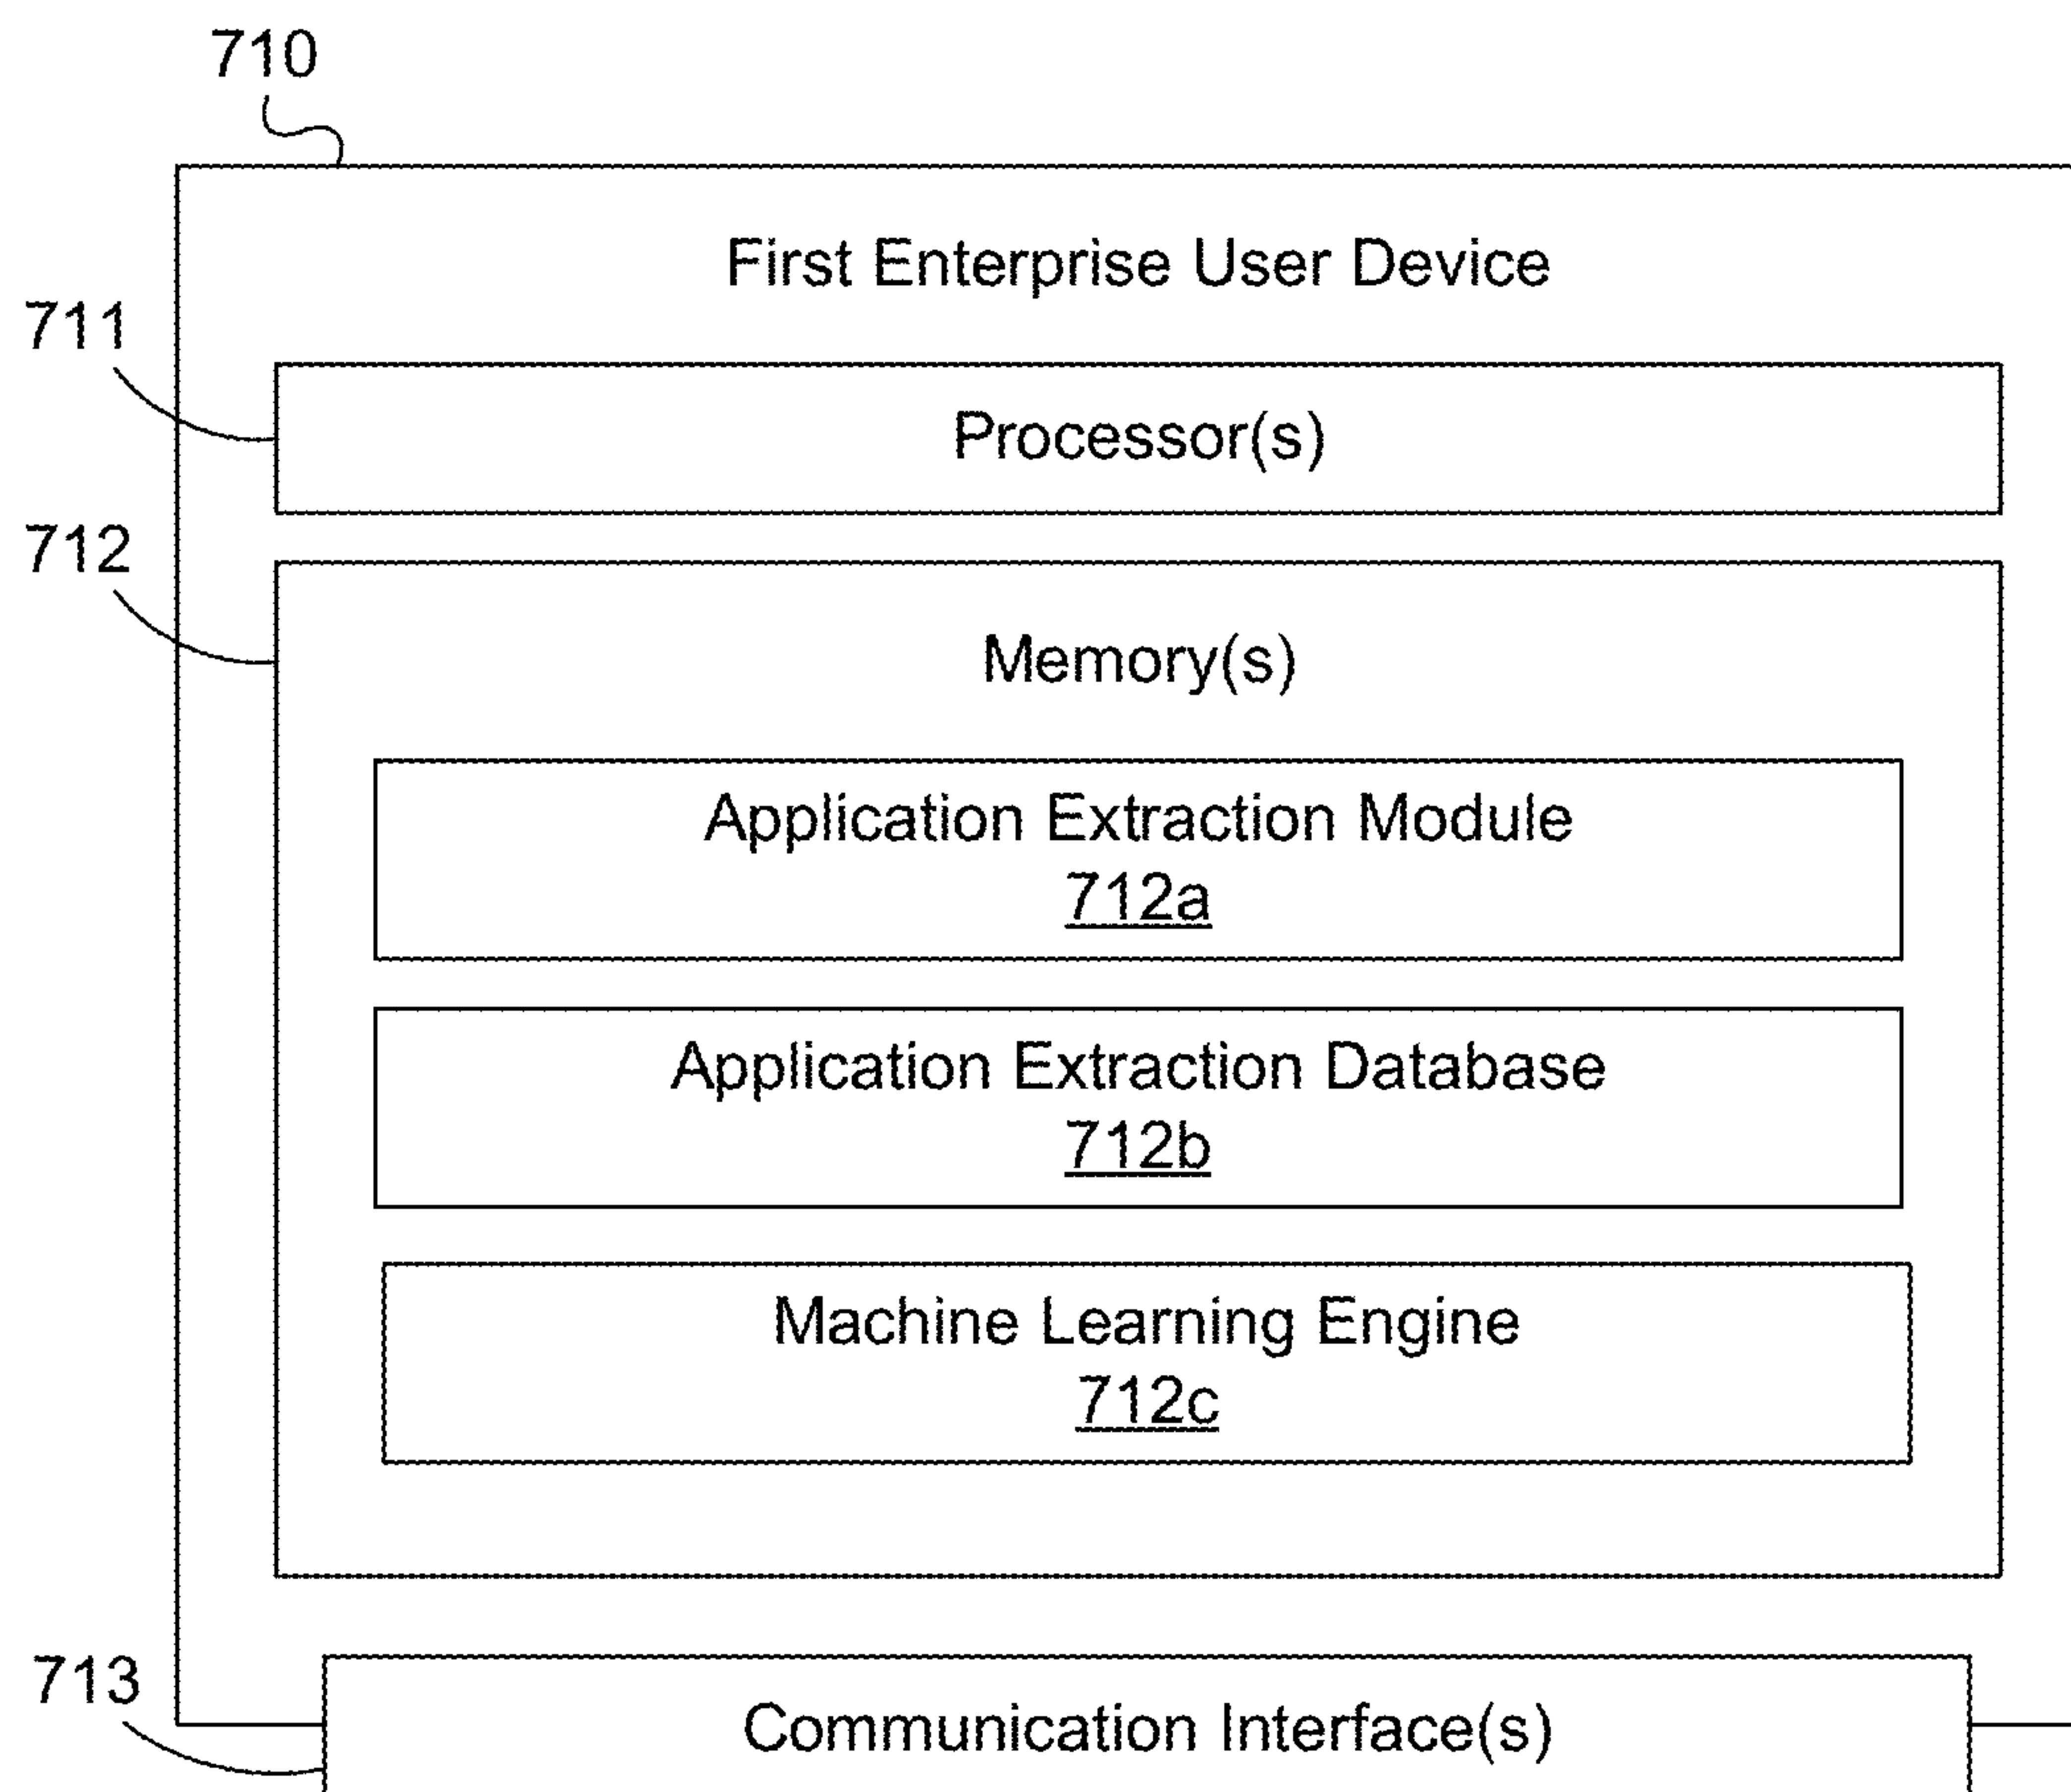 710
First Enterprise User Device
711
Processor(s)
712
Memory(s)
Application Extraction Module
712a
Application Extraction Database
712b
Machine Learning Engine
712c
713
Communication Interface(s)